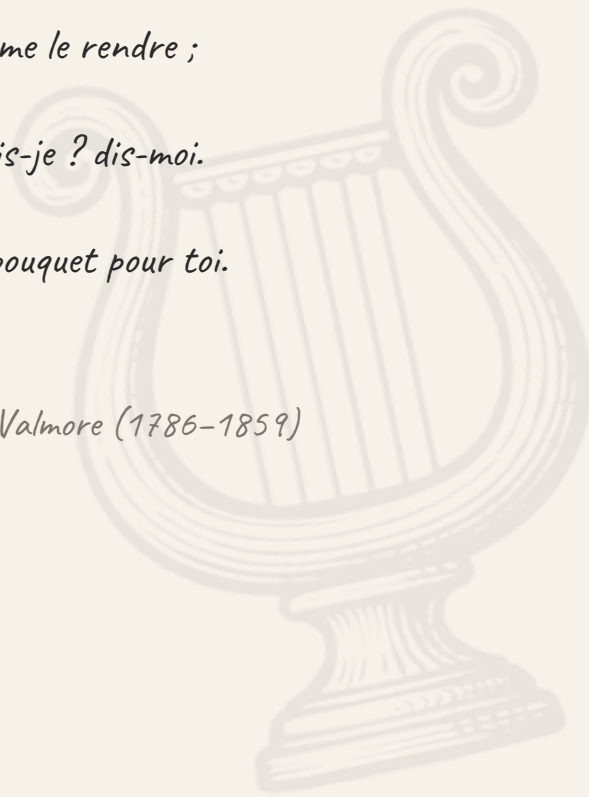 me le rendre ;
is-je ? dis-moi.
bouquet pour toi.
Valmore (1786–1859)